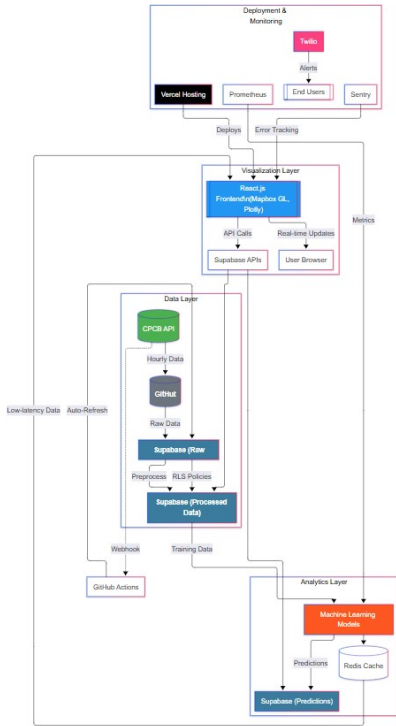 Deployment &
Monitoring
Twilio
Alerts
Vercel Hosting
Prometheus
End Users
Sentry
Deploys
Error Tracking
Visualization Layer
React.js
Frontend\n(Mapbox GL,
Plotly)
Metrics
API Calls
Real-time Updates
Supabase APIs
User Browser
Data Layer
CPCB API
Hourly Data
GitHut
Low-latency Data
Auto-Refresh
Raw Data
Supabase (Raw
Preprocess
RLS Policies
Supabase (Processed
Data)
Webhook
Training Data
GitHub Actions
Analytics Layer
Machine Learning
Models
Predictions
Redis Cache
Supabase (Predictions)